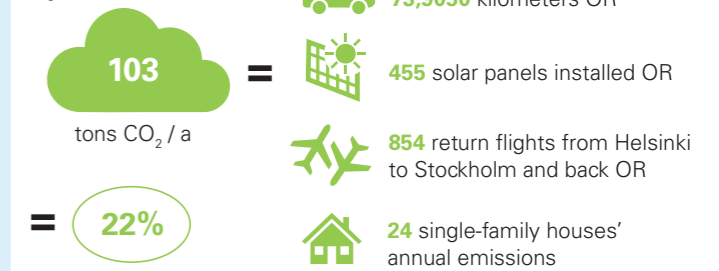 103
tons CO₂ / a
= 22%
=
455 solar panels installed OR
854 return flights from Helsinki
to Stockholm and back OR
24 single-family houses'
annual emissions